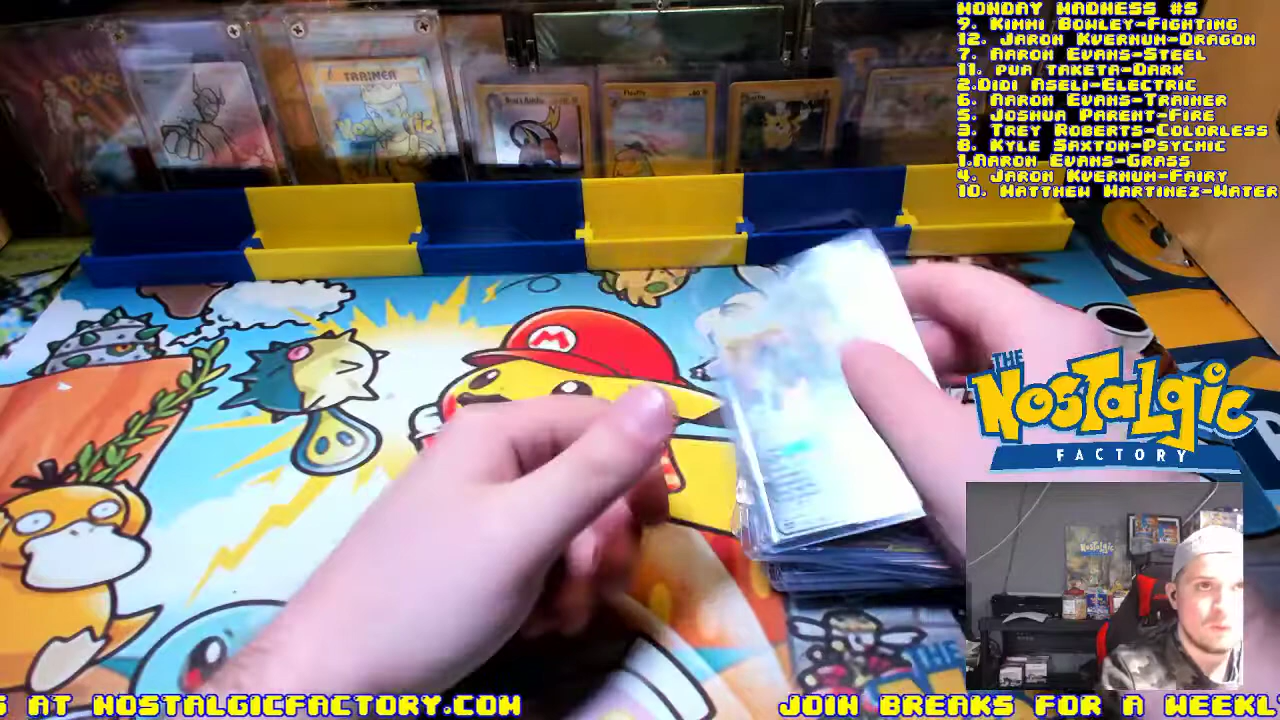 MONDAY MADNESS #5
9. KIMMI BOWLEY-FIGHTING
12. JARON KVERNUM-DRAGON
7. AARON EVANS-STEEL
11. PUA TAKETA-DARK
2.DIDI ASELI-ELECTRIC
6. AARON EVANS-TRAINER
5. JOSHUA PARENT-FIRE
3. TREY ROBERTS-COLORLESS
8. KYLE SAXTON-PSYCHIC
1.AARON EVANS-GRASS
4. JARON KVERNUM-FAIRY
10. MATTHEW MARTINEZ-WATER
TRAINER
M
THE
NOSTALGIC
FACTORY
Nostalgic
THE
S AT NOSTALGICFACTORY.COM
JOIN BREAKS FOR A WEEKL